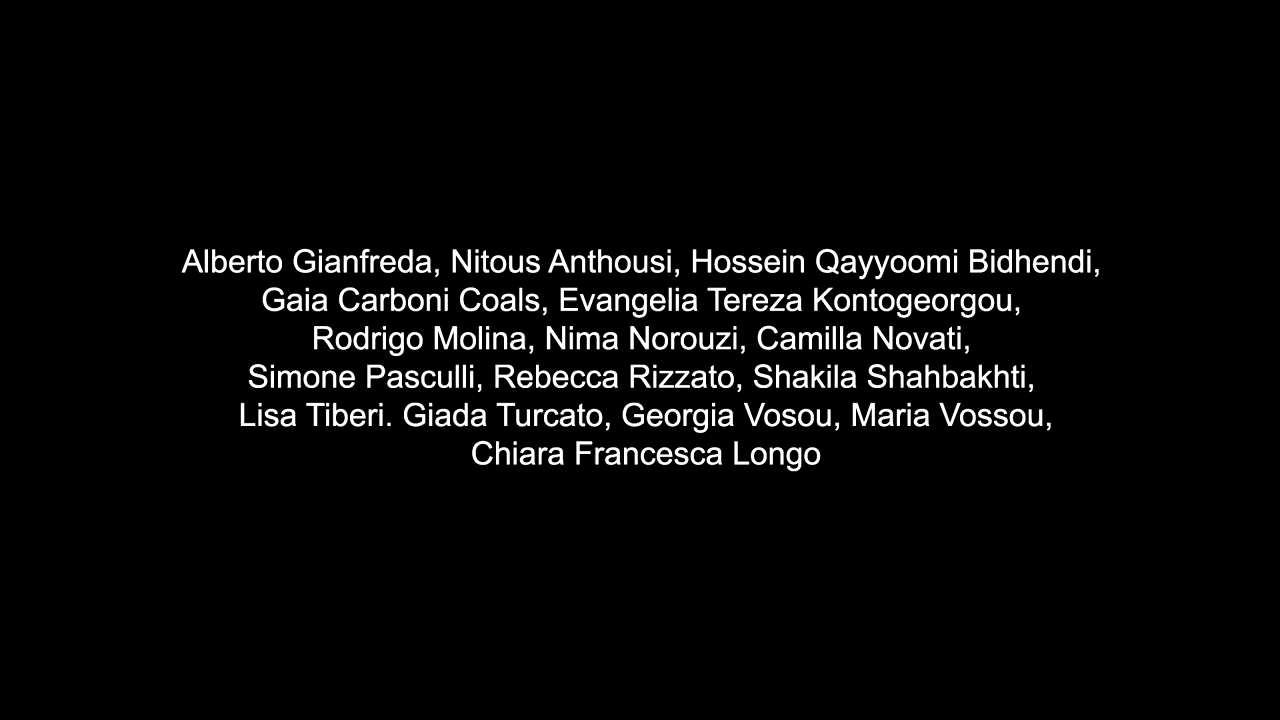 Alberto Gianfreda, Nitous Anthousi, Hossein Qayyoomi Bidhendi,
Gaia Carboni Coals, Evangelia Tereza Kontogeorgou,
Rodrigo Molina, Nima Norouzi, Camilla Novati,
Simone Pasculli, Rebecca Rizzato, Shakila Shahbakhti,
Lisa Tiberi. Giada Turcato, Georgia Vosou, Maria Vossou,
Chiara Francesca Longo